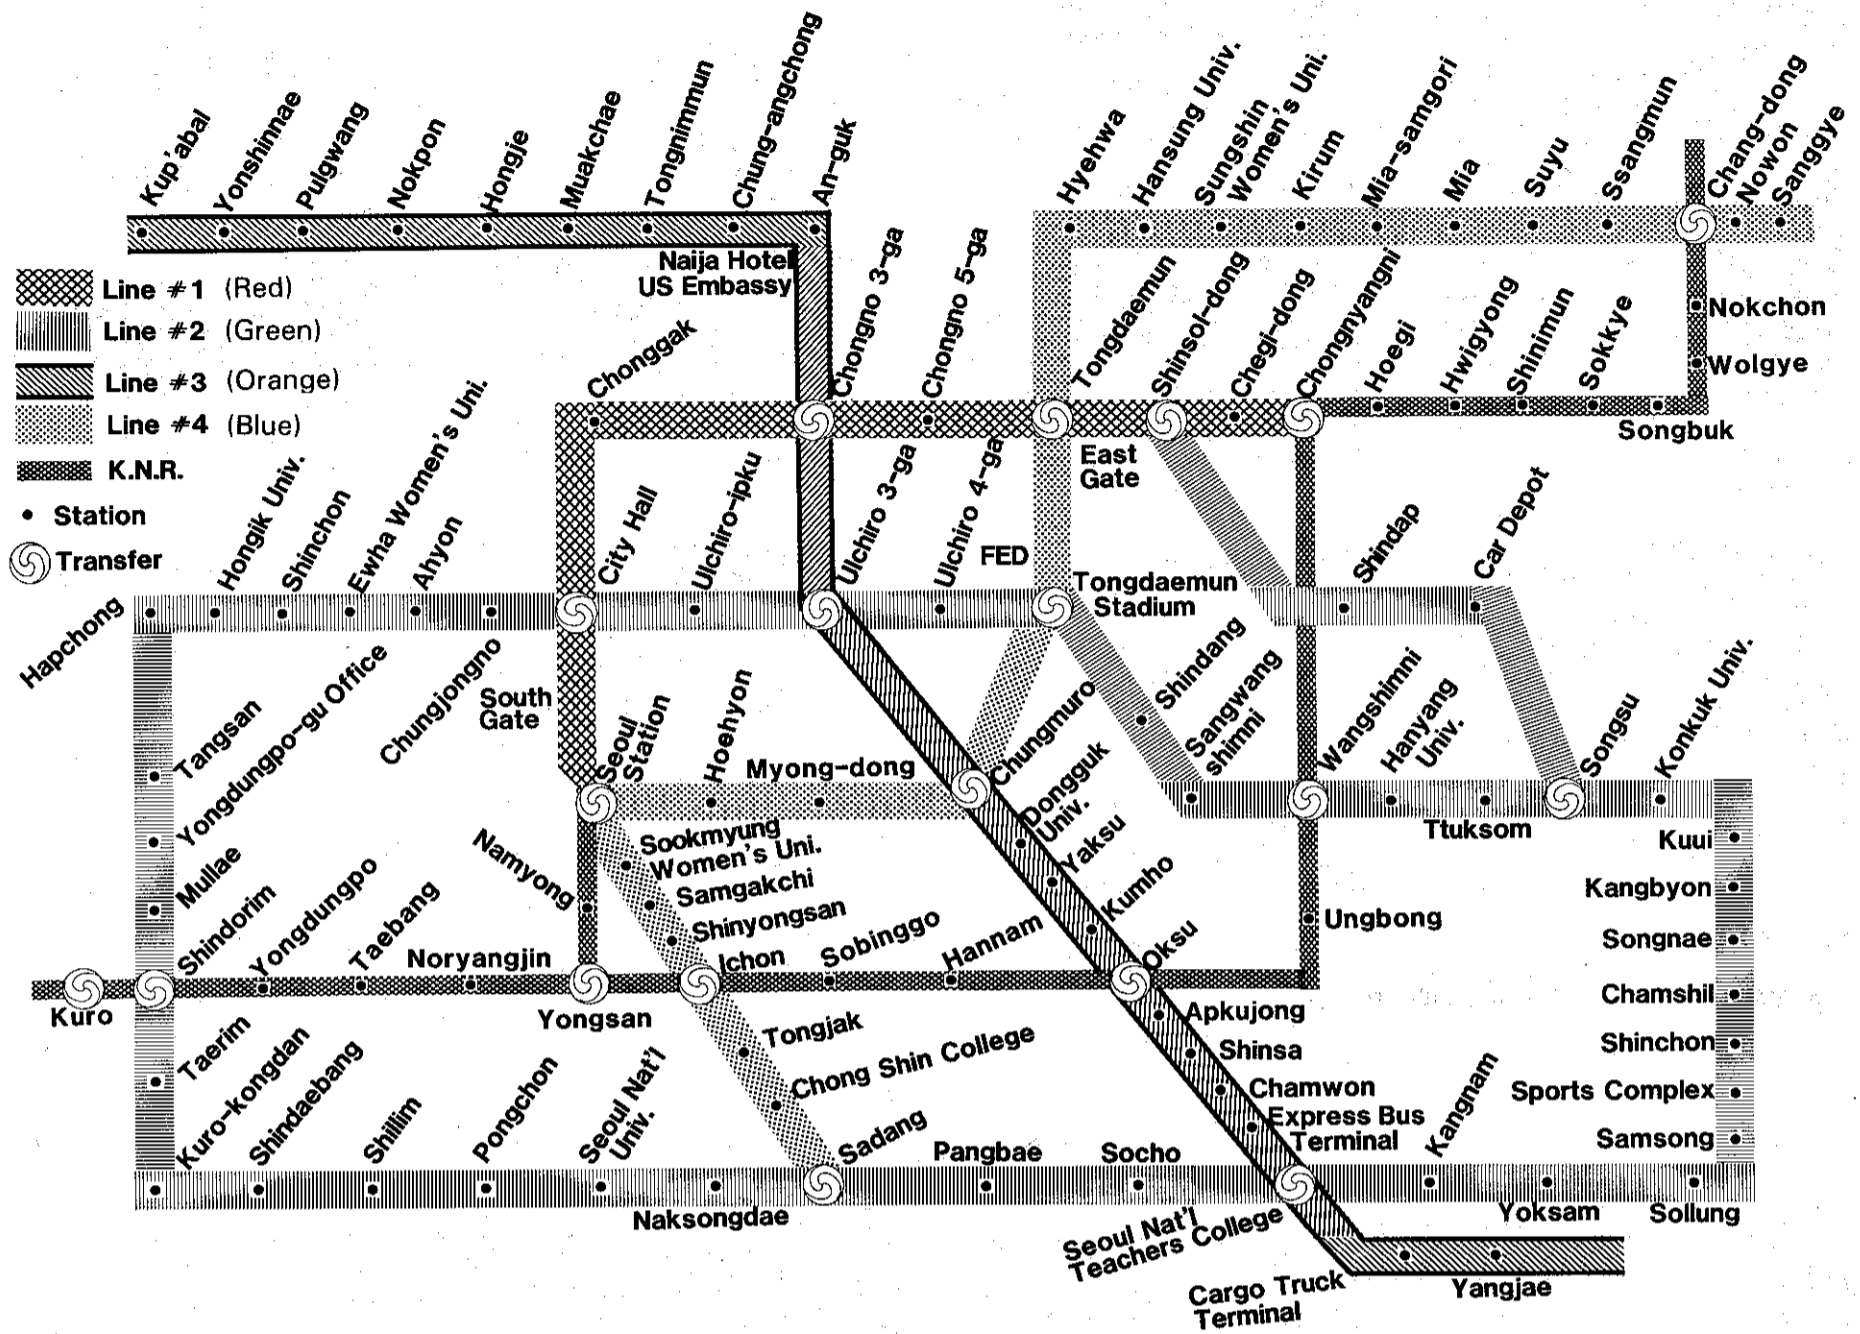 Kup'abal
Yonshinnae
Pulgwang
Nokpon
Hongje
Muakchae
Tongnimmun
Chung-angchong
An-guk
Hyehwa
Hansung Univ.
Sungshin
Women's Uni.
Kirum
Mia-samgori
Mia
Suyu
Ssangmun
Chang-dong
Nowon
Sanggye
Naija Hotel
US Embassy
Line #1 (Red)
Line #2 (Green)
Line #3 (Orange)
Line #4 (Blue)
K.N.R.
Station
Transfer
Chonggak
Chongno 3-ga
Chongno 5-ga
Tongdaemun
Shinsol-dong
Chegi-dong
Chongnyangni
Hoegi
Hwigyong
Shinimun
Sokkye
Nokchon
Wolgye
Songbuk
East
Gate
Hapchong
Hongik Univ.
Shinchon
Ewha Women's Uni.
Ahyon
City Hall
Ulchiro-ipku
Ulchiro 3-ga
Ulchiro 4-ga
FED
Tongdaemun
Stadium
Shindap
Car Depot
Tangsan
Yongdungpo-gu Office
Chungjongno
South
Gate
Seoul
Station
Hoehyon
Myong-dong
Chungmuro
Shindang
Sangwang
shimni
Wangshimni
Hanyang
Univ.
Ttuksom
Songsu
Konkuk Univ.
Mullae
Shindorim
Yongdungpo
Taebang
Noryangjin
Namyong
Sookmyung
Women's Uni.
Samgakchi
Shinyongsan
Ichon
Sobinggo
Hannam
Dongguk
Univ.
Yaksu
Kumho
Oksu
Ungbong
Kuui
Kangbyon
Songnae
Chamshil
Shinchon
Sports Complex
Samsong
Kuro
Yongsan
Taerim
Kuro-kongdan
Shindaebang
Shillim
Pongchon
Seoul Nat'l
Univ.
Tongjak
Chong Shin College
Sadang
Pangbae
Socho
Apkujong
Shinsa
Chamwon
Express Bus
Terminal
Kangnam
Naksongdae
Seoul Nat'l
Teachers College
Yoksam
Sollung
Cargo Truck
Terminal
Yangjae